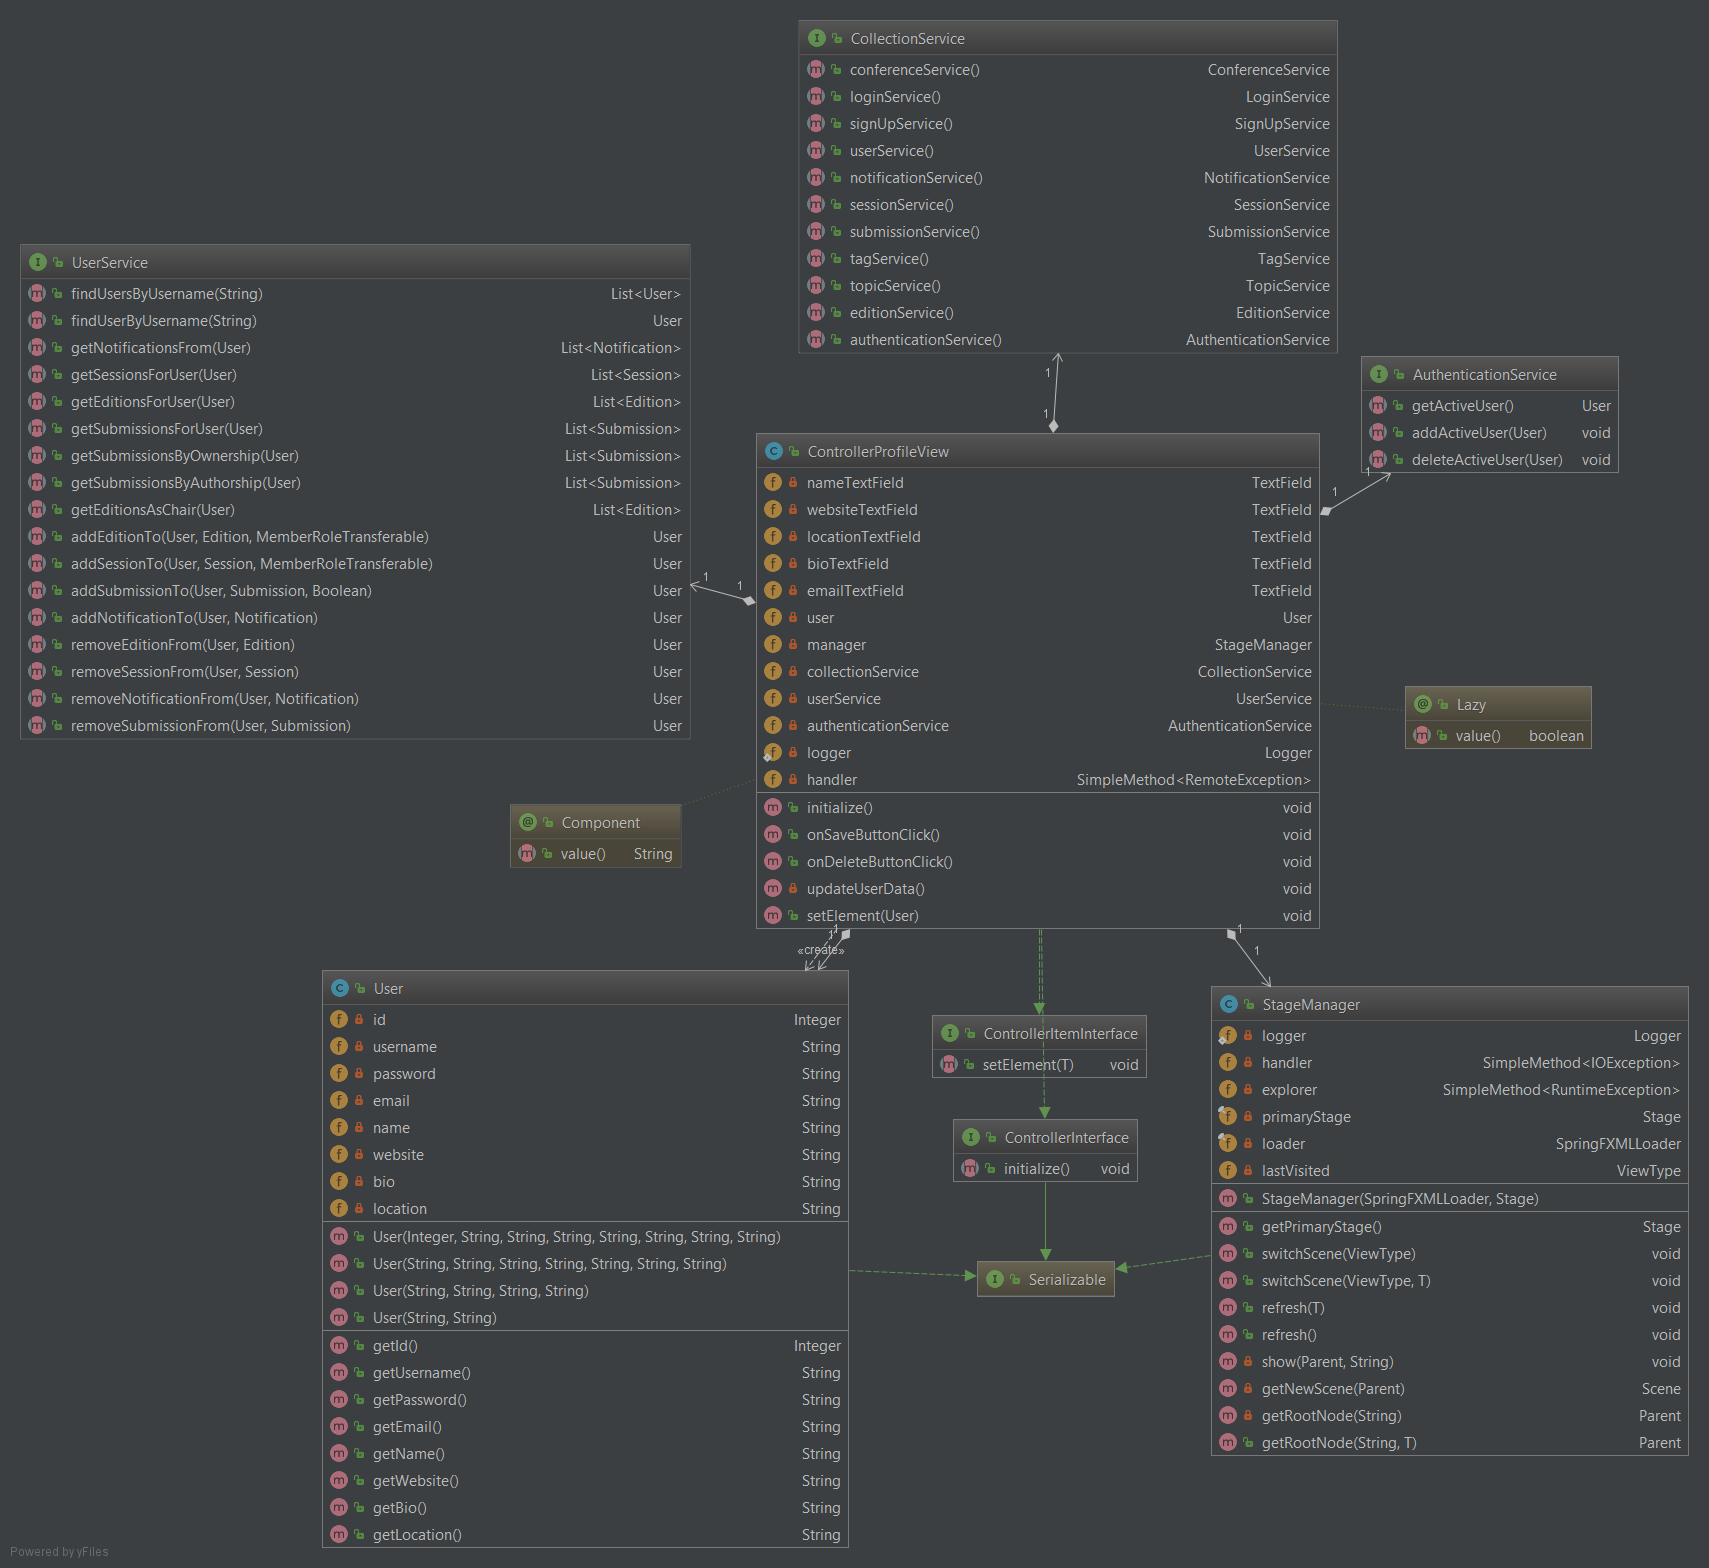 CollectionService
conferenceService() ConferenceService
loginService() LoginService
signUpService() SignUpService
userService() UserService
notificationService() NotificationService
sessionService() SessionService
submissionService() SubmissionService
tagService() TagService
topicService() TopicService
editionService() EditionService
authenticationService() AuthenticationService
UserService
findUsersByUsername(String) List<User>
findUserByUsername(String) User
getNotificationsFrom(User) List<Notification>
getSessionsForUser(User) List<Session>
getEditionsForUser(User) List<Edition>
getSubmissionsForUser(User) List<Submission>
getSubmissionsByOwnership(User) List<Submission>
getSubmissionsByAuthorship(User) List<Submission>
getEditionsAsChair(User) List<Edition>
addEditionTo(User, Edition, MemberRoleTransferable) User
addSessionTo(User, Session, MemberRoleTransferable) User
addSubmissionTo(User, Submission, Boolean) User
addNotificationTo(User, Notification) User
removeEditionFrom(User, Edition) User
removeSessionFrom(User, Session) User
removeNotificationFrom(User, Notification) User
removeSubmissionFrom(User, Submission) User
1
1
AuthenticationService
getActiveUser() User
addActiveUser(User) void
deleteActiveUser(User) void
1
1
1
1
ControllerProfileView
nameTextField TextField
websiteTextField TextField
locationTextField TextField
bioTextField TextField
emailTextField TextField
user User
manager StageManager
collectionService CollectionService
userService UserService
authenticationService AuthenticationService
logger Logger
handler SimpleMethod<RemoteException>
initialize() void
onSaveButtonClick() void
onDeleteButtonClick() void
updateUserData() void
setElement(User) void
Lazy
value() boolean
Component
value() String
1
1
«create»
1
1
User
id Integer
username String
password String
email String
name String
website String
bio String
location String
User(Integer, String, String, String, String, String, String, String)
User(String, String, String, String, String, String, String)
User(String, String, String, String)
User(String, String)
getId() Integer
getUsername() String
getPassword() String
getEmail() String
getName() String
getWebsite() String
getBio() String
getLocation() String
ControllerItemInterface
setElement(T) void
ControllerInterface
initialize() void
Serializable
StageManager
logger Logger
handler SimpleMethod<IOException>
explorer SimpleMethod<RuntimeException>
primaryStage Stage
loader SpringFXMLLoader
lastVisited ViewType
StageManager(SpringFXMLLoader, Stage)
getPrimaryStage() Stage
switchScene(ViewType) void
switchScene(ViewType, T) void
refresh(T) void
refresh() void
show(Parent, String) void
getNewScene(Parent) Scene
getRootNode(String) Parent
getRootNode(String, T) Parent
Powered by yFiles